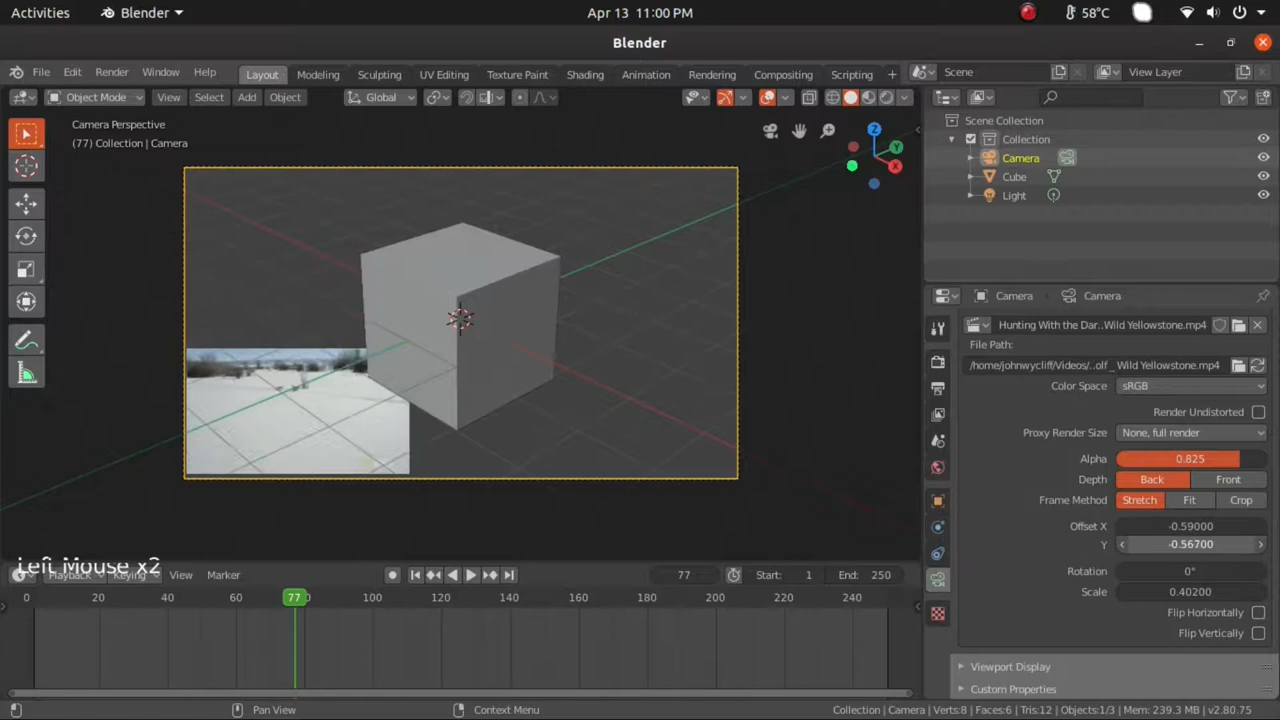 Activities
Blender
Apr 13 11:00 PM
58°C
Blender
File Edit Render Window Help
Layout Modeling Sculpting UV Editing Texture Paint Shading Animation Rendering Compositing Scripting +
Scene
View Layer
Object Mode View Select Add Object
Global
Camera Perspective
(77) Collection | Camera
Z
Y
X
Scene Collection
Collection
Camera
Cube
Light
Camera Camera
Hunting With the Dar..Wild Yellowstone.mp4
File Path:
/home/johnwycliff/Videos/..olf _ Wild Yellowstone.mp4
Color Space sRGB
Render Undistorted
Proxy Render Size None, full render
Alpha 0.825
Depth Back Front
Frame Method Stretch Fit Crop
Offset X -0.59000
Y -0.56700
Rotation 0°
Scale 0.40200
Flip Horizontally
Flip Vertically
Viewport Display
Custom Properties
Left Mouse x2
Playback Keying View Marker
77
Start: 1
End: 250
0 20 40 60 77 100 120 140 160 180 200 220 240
Pan View
Context Menu
Collection | Camera | Verts:8 | Faces:6 | Tris:12 | Objects:1/3 | Mem: 239.3 MB | v2.80.75